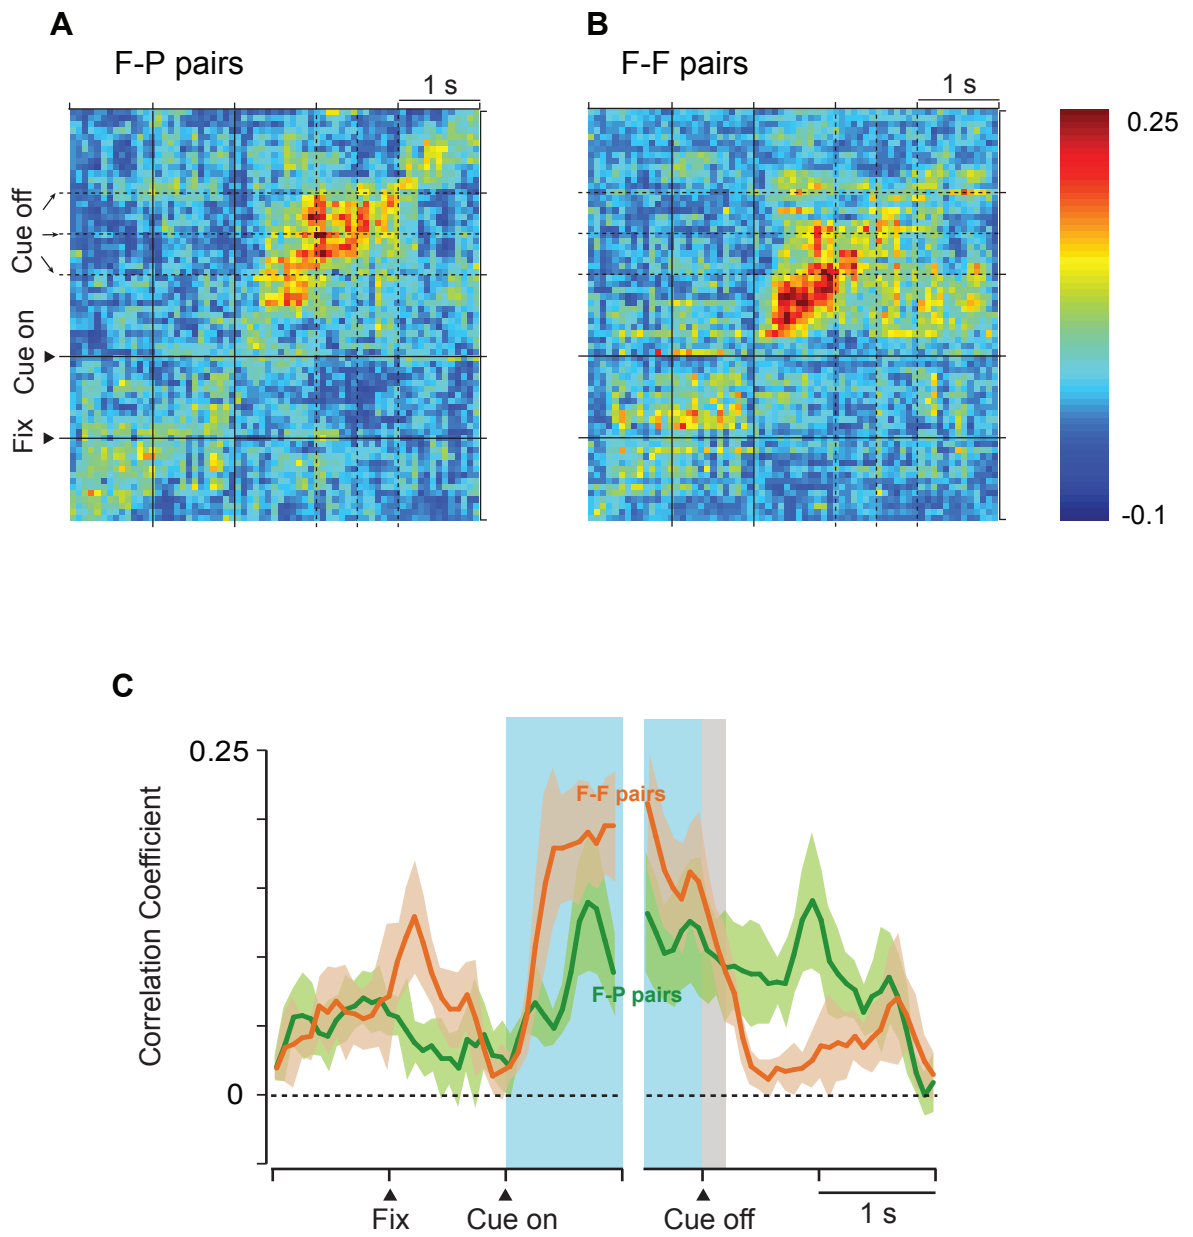 A
B
F-P pairs
F-F pairs
1 s
1 s
0.25
-0.1
Cue off
Cue on
Fix
C
0.25
0
Correlation Coefficient
F-F pairs
F-P pairs
Fix
Cue on
Cue off
1 s